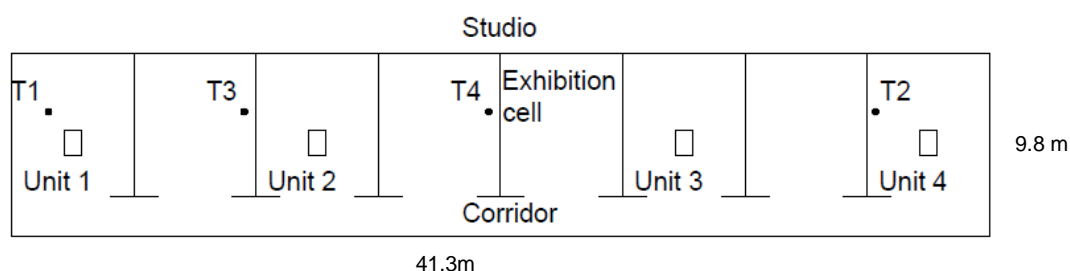 Studio
T1
T3
T4
Exhibition
cell
T2
9.8 m
Unit 1
Unit 2
Unit 3
Unit 4
Corridor
41.3m